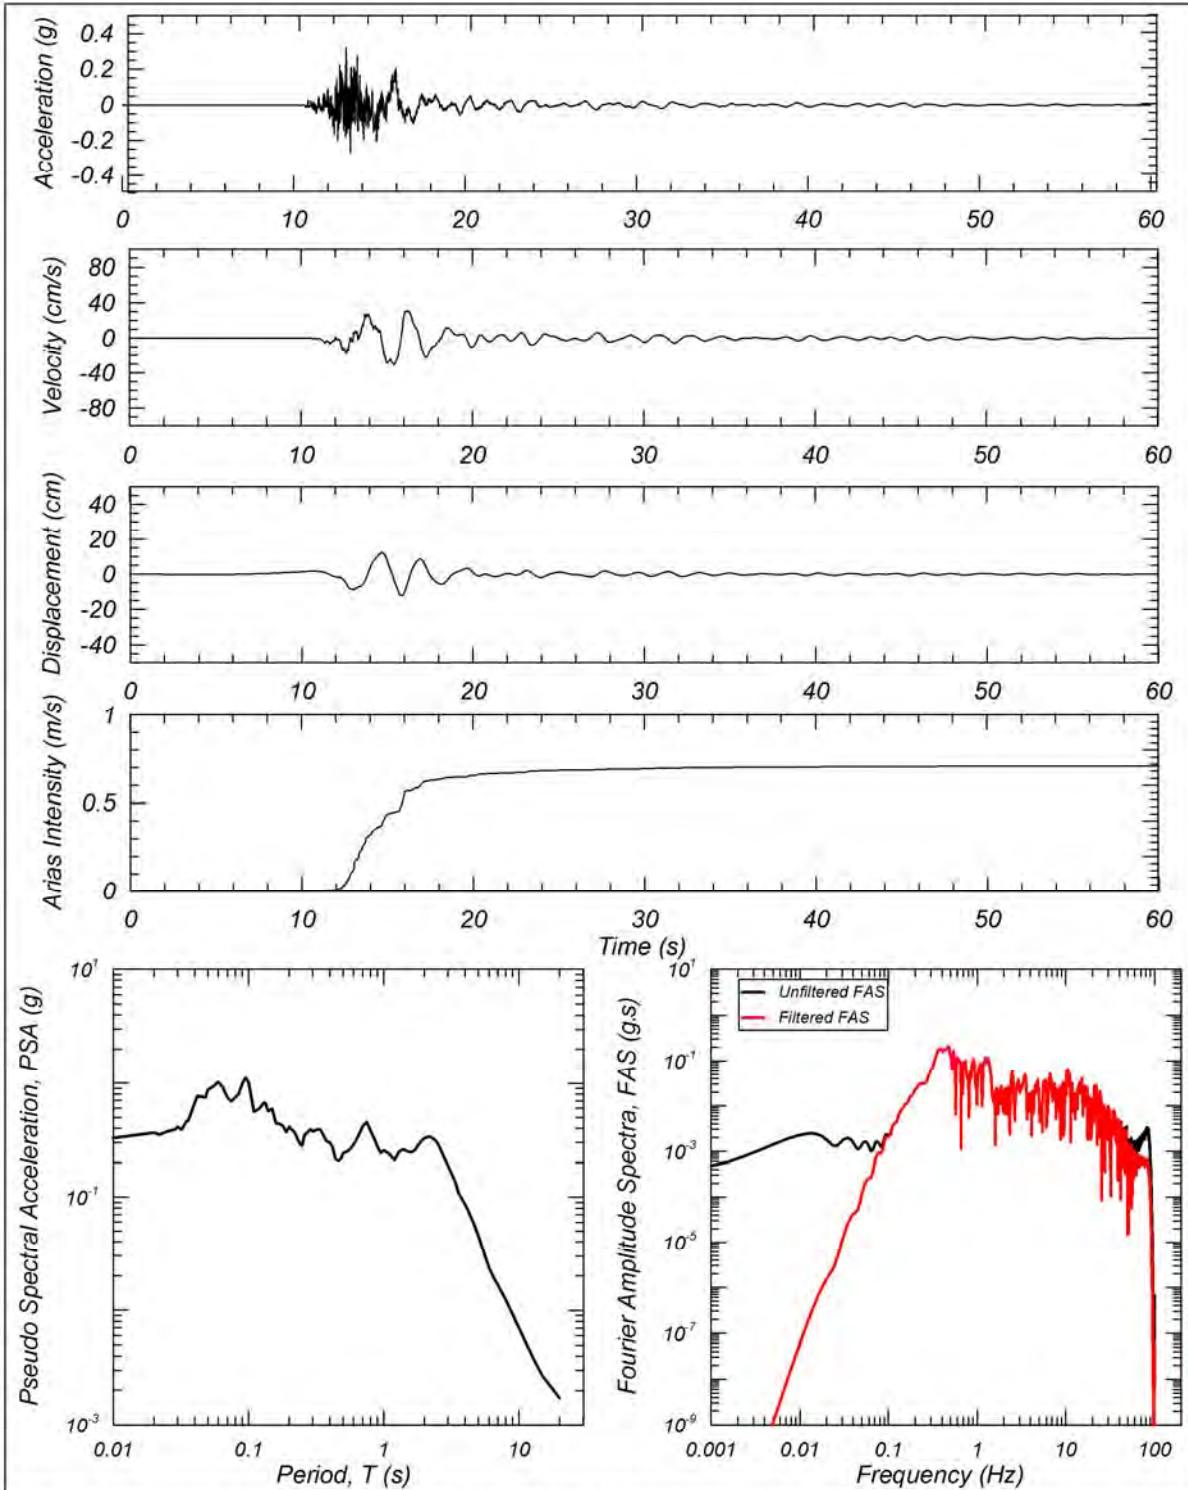 Acceleration (g)
0.4
0.2
0
-0.2
-0.4
0 10 20 30 40 50 60
Velocity (cm/s)
80
40
0
-40
-80
0 10 20 30 40 50 60
Displacement (cm)
40
20
0
-20
-40
0 10 20 30 40 50 60
Arias Intensity (m/s)
1
0.5
0
0 10 20 30 40 50 60
Time (s)
Pseudo Spectral Acceleration, PSA (g)
10¹
10⁻¹
10⁻³
0.01 0.1 1 10
Period, T (s)
Fourier Amplitude Spectra, FAS (g.s)
10¹
10⁻¹
10⁻³
10⁻⁵
10⁻⁷
10⁻⁹
Unfiltered FAS
Filtered FAS
0.001 0.01 0.1 1 10 100
Frequency (Hz)